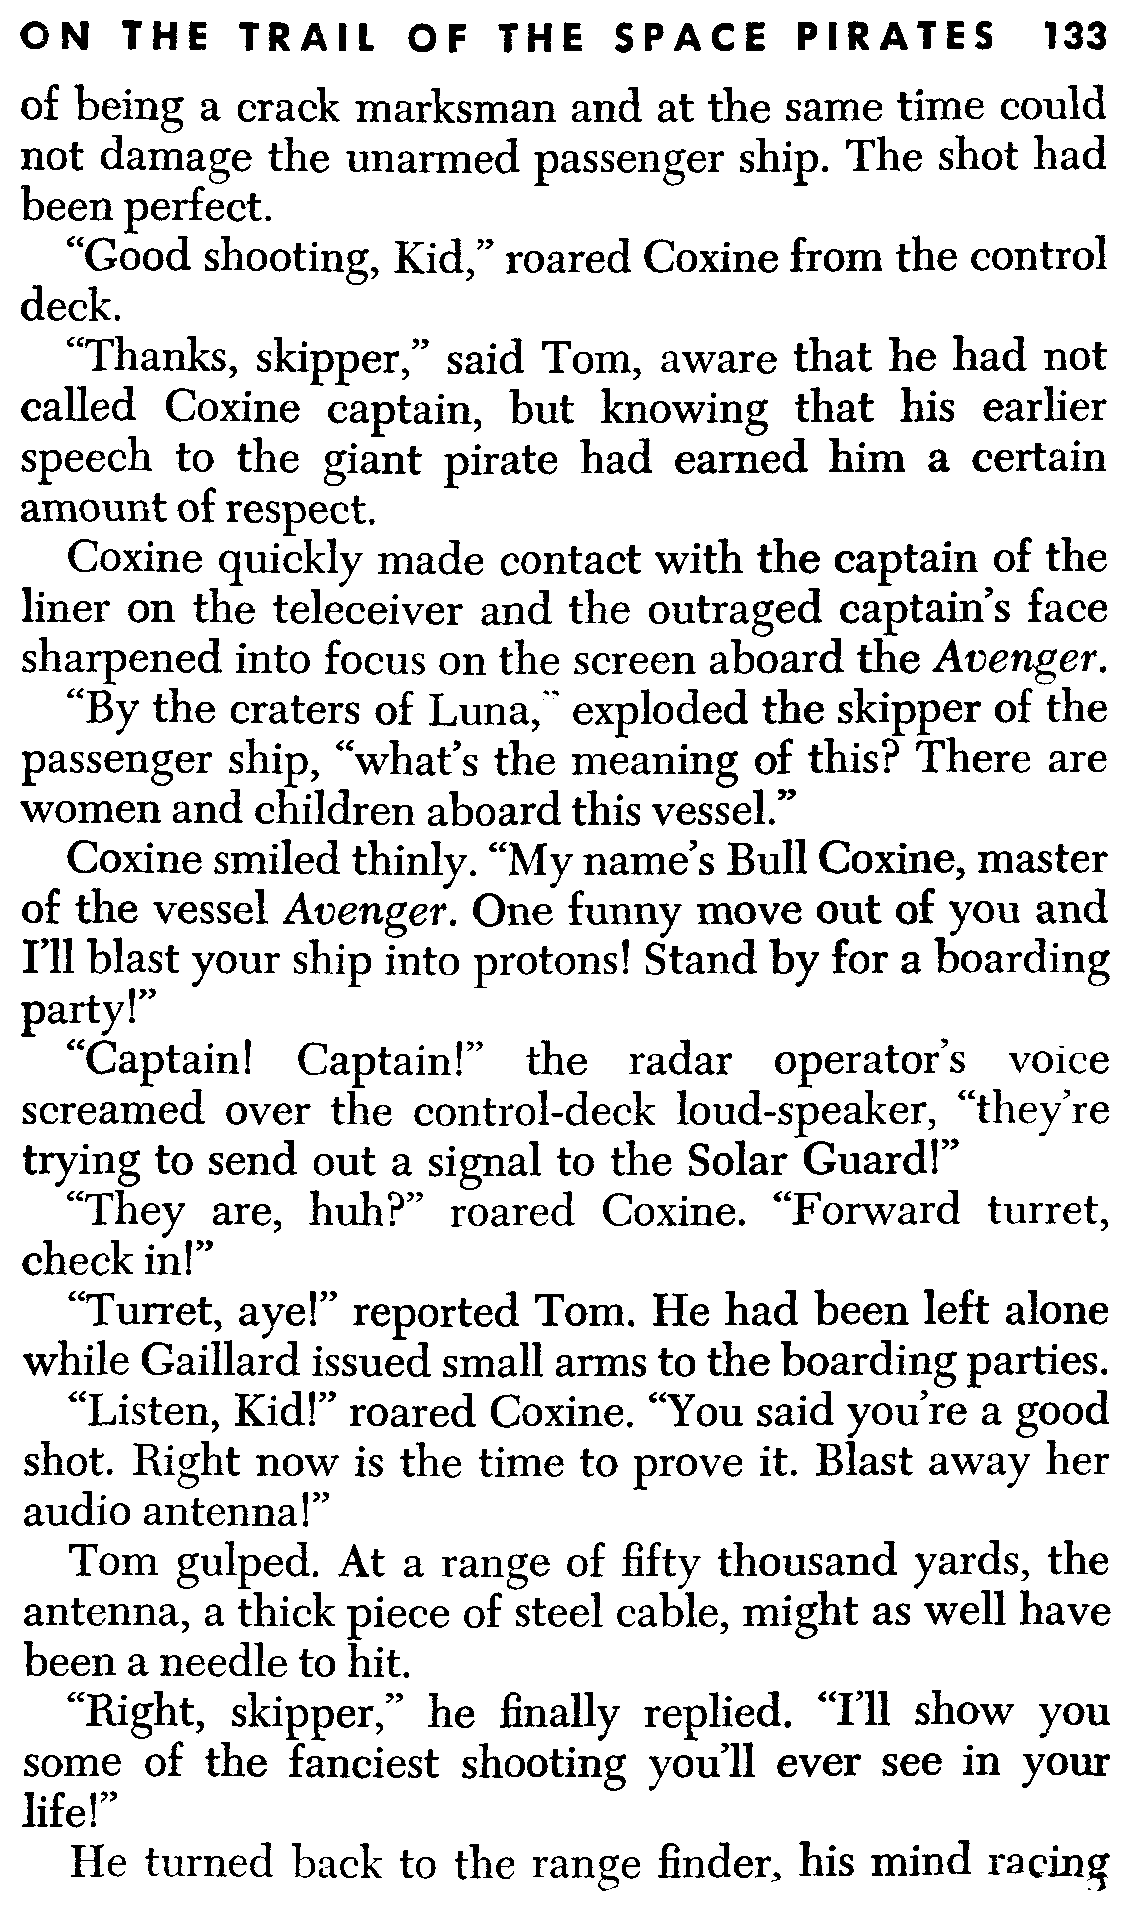 ON THE TRAIL OF THE SPACE PIRATES 133
of being a crack marksman and at the same time could
not damage the unarmed passenger ship. The shot had
been perfect.
“Good shooting, Kid,” roared Coxine from the control
deck.
“Thanks, skipper,” said Tom, aware that he had not
called Coxine captain, but knowing that his earlier
speech to the giant pirate had earned him a certain
amount of respect.
Coxine quickly made contact with the captain of the
liner on the teleceiver and the outraged captain’s face
sharpened into focus on the screen aboard the Avenger.
“By the craters of Luna,” exploded the skipper of the
passenger ship, “what’s the meaning of this? There are
women and children aboard this vessel.”
Coxine smiled thinly. “My name’s Bull Coxine, master
of the vessel Avenger. One funny move out of you and
I’ll blast your ship into protons! Stand by for a boarding
party!”
“Captain! Captain!” the radar operator’s voice
screamed over the control-deck loud-speaker, “they’re
trying to send out a signal to the Solar Guard!”
“They are, huh?” roared Coxine. “Forward turret,
check in!”
“Turret, aye!” reported Tom. He had been left alone
while Gaillard issued small arms to the boarding parties.
“Listen, Kid!” roared Coxine. “You said you’re a good
shot. Right now is the time to prove it. Blast away her
audio antenna!”
Tom gulped. At a range of fifty thousand yards, the
antenna, a thick piece of steel cable, might as well have
been a needle to hit.
“Right, skipper,” he finally replied. “I’ll show you
some of the fanciest shooting you’ll ever see in your
life!”
He turned back to the range finder, his mind racing